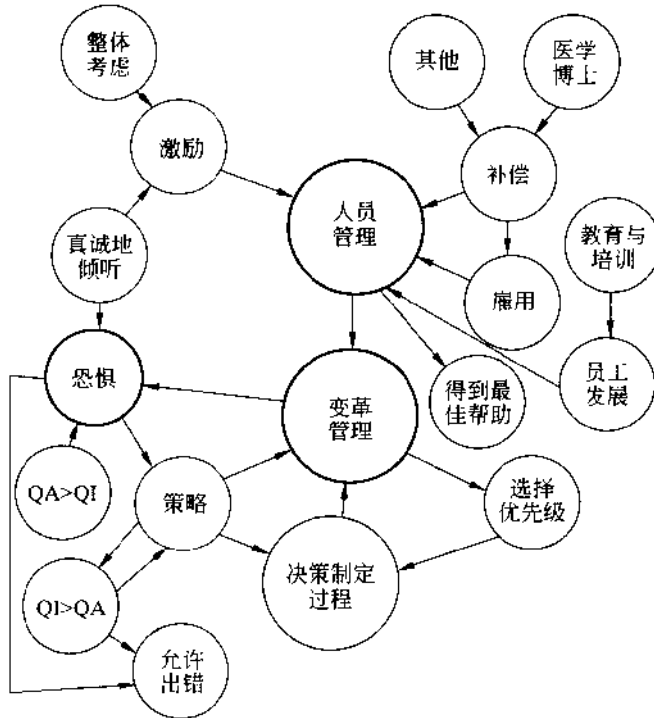 整体
考虑
其他
医学
博上
激励
补偿
人员
管理
真诚地
倾听
教育与
培训
雇用
恐惧
变革
管理
得到最
佳帮助
员工
发展
QA>QI
策略
选择
优先级
决策制定
过程
QI>QA
允许
出错